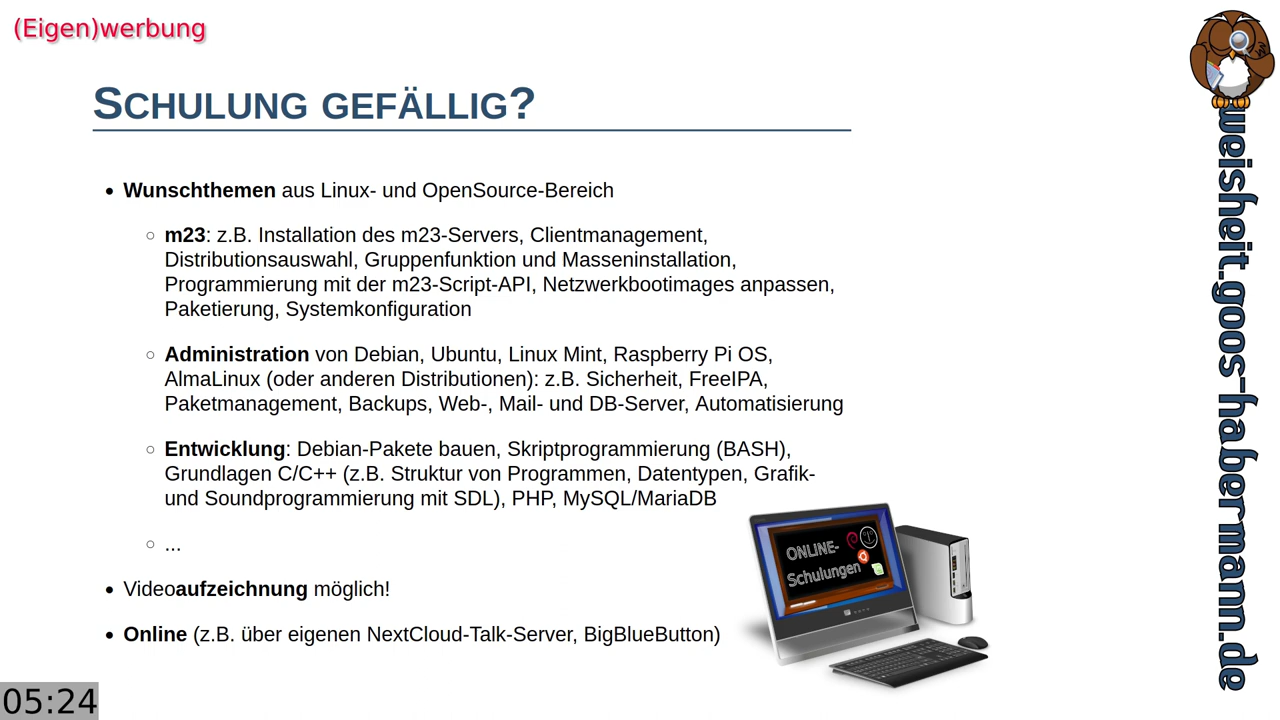 (Eigen)werbung
SCHULUNG GEFÄLLIG?
• Wunschthemen aus Linux- und OpenSource-Bereich
○ m23: z.B. Installation des m23-Servers, Clientmanagement,
Distributionsauswahl, Gruppenfunktion und Masseninstallation,
Programmierung mit der m23-Script-API, Netzwerkbootimages anpassen,
Paketierung, Systemkonfiguration
○ Administration von Debian, Ubuntu, Linux Mint, Raspberry Pi OS,
AlmaLinux (oder anderen Distributionen): z.B. Sicherheit, FreeIPA,
Paketmanagement, Backups, Web-, Mail- und DB-Server, Automatisierung
○ Entwicklung: Debian-Pakete bauen, Skriptprogrammierung (BASH),
Grundlagen C/C++ (z.B. Struktur von Programmen, Datentypen, Grafik-
und Soundprogrammierung mit SDL), PHP, MySQL/MariaDB
○ ...
• Videoaufzeichnung möglich!
• Online (z.B. über eigenen NextCloud-Talk-Server, BigBlueButton)
ONLINE-
Schulungen
weisheit.goos-habermann.de
05:24